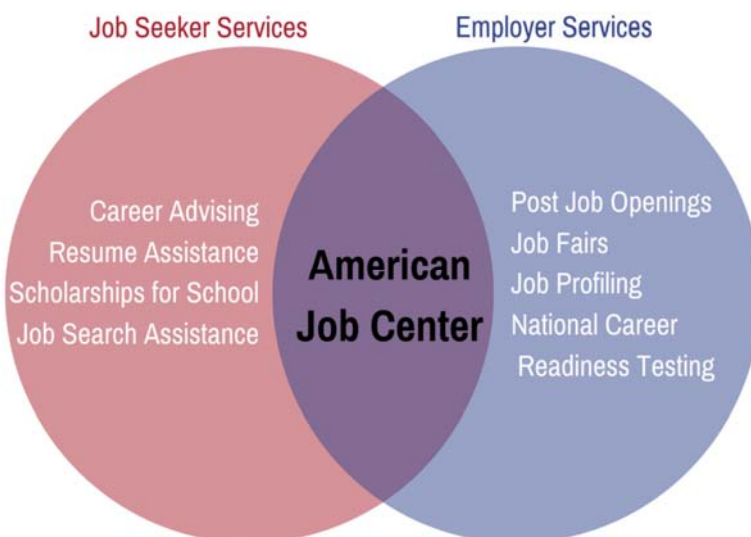 Job Seeker Services
Employer Services
Career Advising
Resume Assistance
Scholarships for School
Job Search Assistance
American
Job Center
Post Job Openings
Job Fairs
Job Profiling
National Career
Readiness Testing